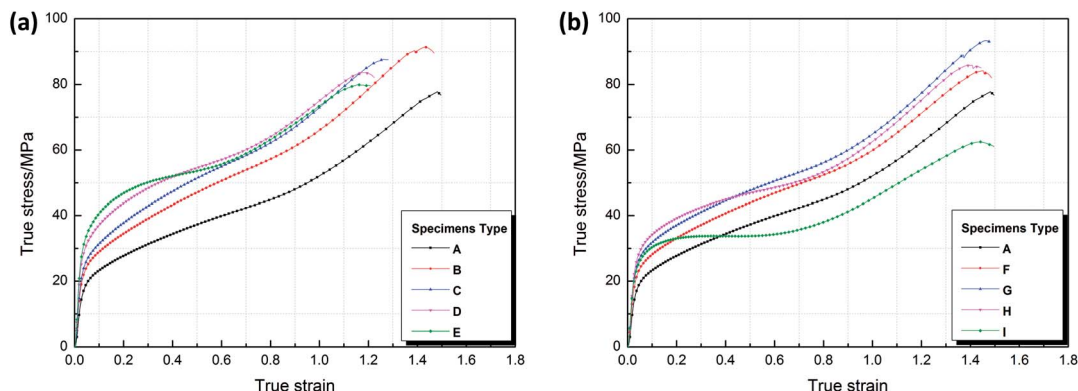 (a)
100
80
60
40
20
0
True stress/MPa
Specimens Type
A
B
C
D
E
0.0 0.2 0.4 0.6 0.8 1.0 1.2 1.4 1.6 1.8
True strain
(b)
100
80
60
40
20
0
True stress/MPa
Specimens Type
A
F
G
H
I
0.0 0.2 0.4 0.6 0.8 1.0 1.2 1.4 1.6 1.8
True strain